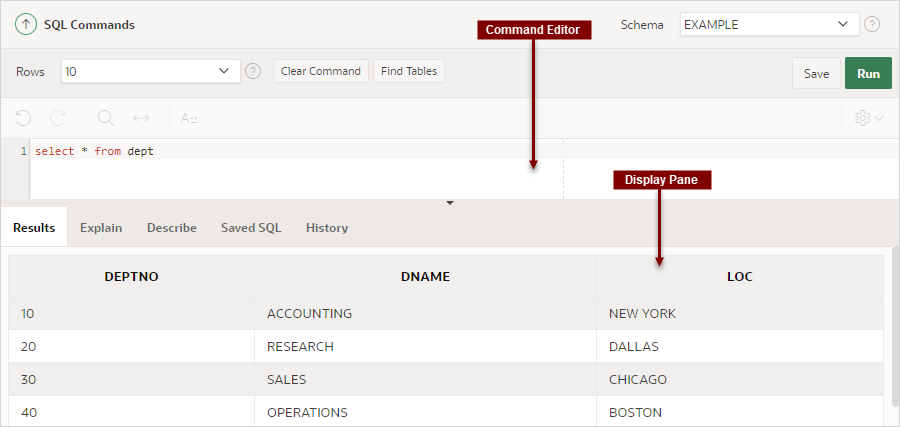 SQL Commands
Command Editor
Schema EXAMPLE ?
Rows 10 ? Clear Command Find Tables Save Run
A
1 select * from dept
Display Pane
Results Explain Describe Saved SQL History
DEPTNO DNAME LOC
10 ACCOUNTING NEW YORK
20 RESEARCH DALLAS
30 SALES CHICAGO
40 OPERATIONS BOSTON